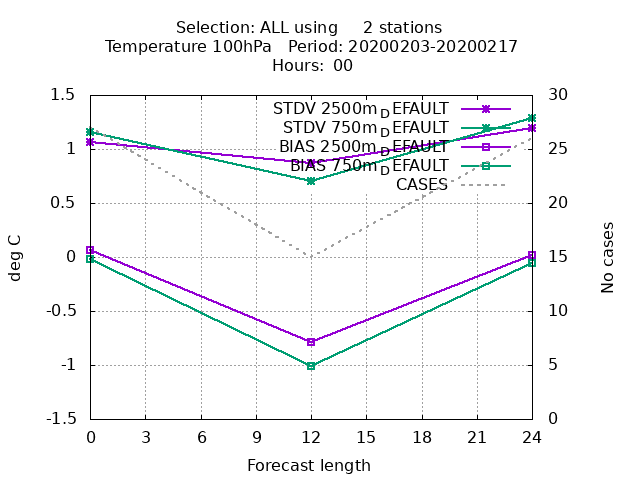 Selection: ALL using 2 stations
Temperature 100hPa Period: 20200203-20200217
Hours: 00
1.5
1
0.5
0
-0.5
-1
-1.5
deg C
STDV 2500m_DEFAULT
STDV 750m_DEFAULT
BIAS 2500m_DEFAULT
BIAS 750m_DEFAULT
CASES
30
25
20
15
10
5
0
No cases
0 3 6 9 12 15 18 21 24
Forecast length